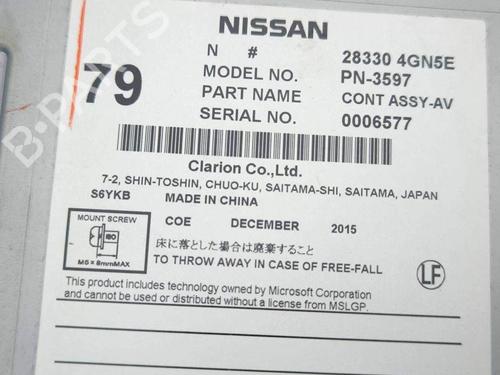 NISSAN
N # 28330 4GN5E
79
MODEL NO. PN-3597
PART NAME CONT ASSY-AV
SERIAL NO. 0006577
Clarion Co.,Ltd.
7-2, SHIN-TOSHIN, CHUO-KU, SAITAMA-SHI, SAITAMA, JAPAN
S6YKB MADE IN CHINA
MOUNT SCREW
ISO
M5 x 8mmMAX
COE DECEMBER 2015
床に落とした場合は廃棄すること
TO THROW AWAY IN CASE OF FREE-FALL
LF
This product includes technology owned by Microsoft Corporation
and cannot be used or distributed without a license from MSLGP.
B-PARTS